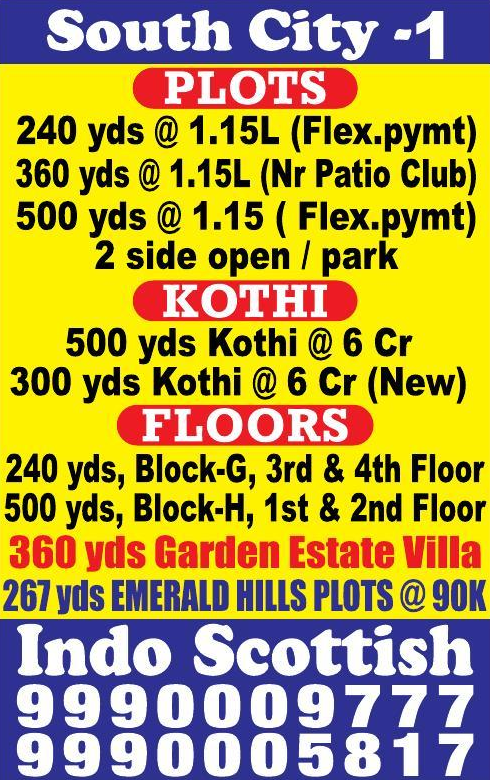 South City -1
PLOTS
240 yds @ 1.15L (Flex.pymt)
360 yds @ 1.15L (Nr Patio Club)
500 yds @ 1.15 ( Flex.pymt)
2 side open / park
KOTHI
500 yds Kothi @ 6 Cr
300 yds Kothi @ 6 Cr (New)
FLOORS
240 yds, Block-G, 3rd & 4th Floor
500 yds, Block-H, 1st & 2nd Floor
360 yds Garden Estate Villa
267 yds EMERALD HILLS PLOTS @ 90K
Indo Scottish
9990009777
9990005817